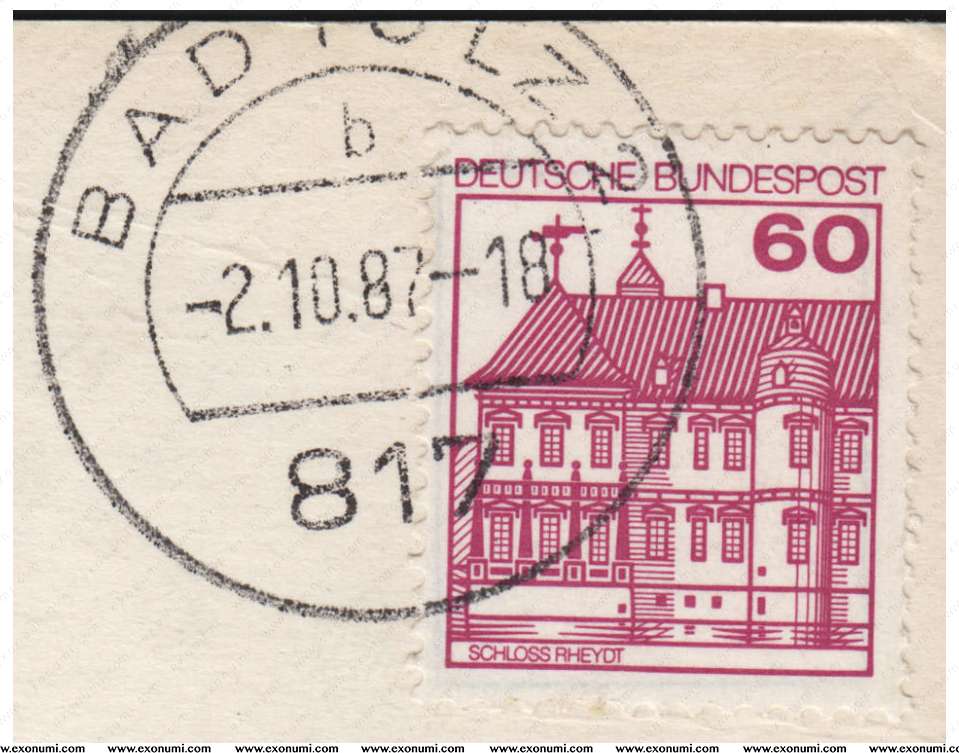 BAD TÖLZ 2
b
-2.10.87-18
817
DEUTSCHE BUNDESPOST
60
SCHLOSS RHEYDT
www.exonumi.com www.exonumi.com www.exonumi.com www.exonumi.com www.exonumi.com www.exonumi.com www.exonumi.com www.exonumi.com